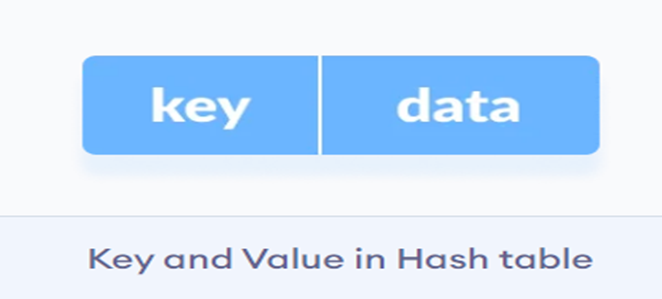 key data
Key and Value in Hash table